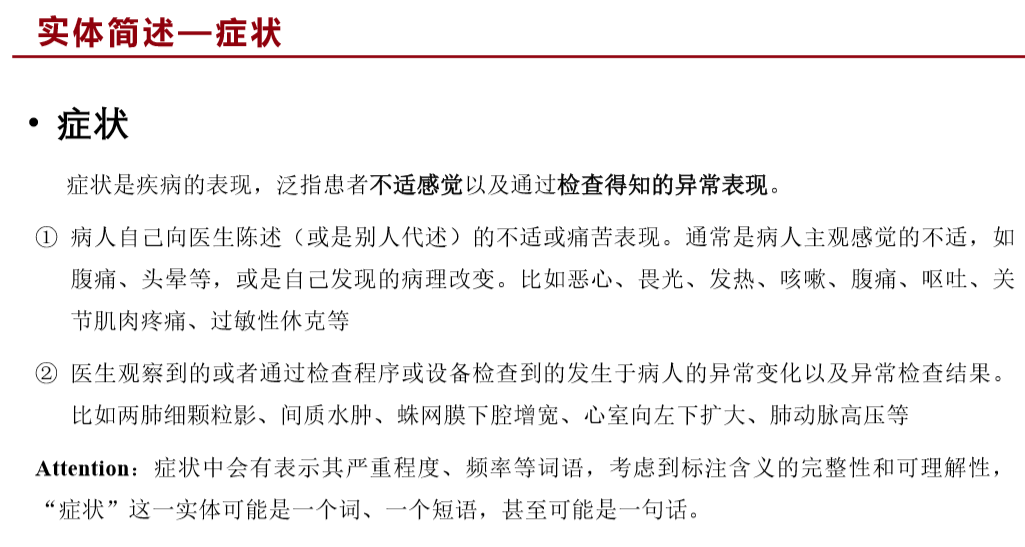 实体简述—症状
• 症状
症状是疾病的表现，泛指患者不适感觉以及通过检查得知的异常表现。
① 病人自己向医生陈述（或是别人代述）的不适或痛苦表现。通常是病人主观感觉的不适，如
腹痛、头晕等，或是自己发现的病理改变。比如恶心、畏光、发热、咳嗽、腹痛、呕吐、关
节肌肉疼痛、过敏性休克等
② 医生观察到的或者通过检查程序或设备检查到的发生于病人的异常变化以及异常检查结果。
比如两肺细颗粒影、间质水肿、蛛网膜下腔增宽、心室向左下扩大、肺动脉高压等
Attention：症状中会有表示其严重程度、频率等词语，考虑到标注含义的完整性和可理解性，
“症状”这一实体可能是一个词、一个短语，甚至可能是一句话。